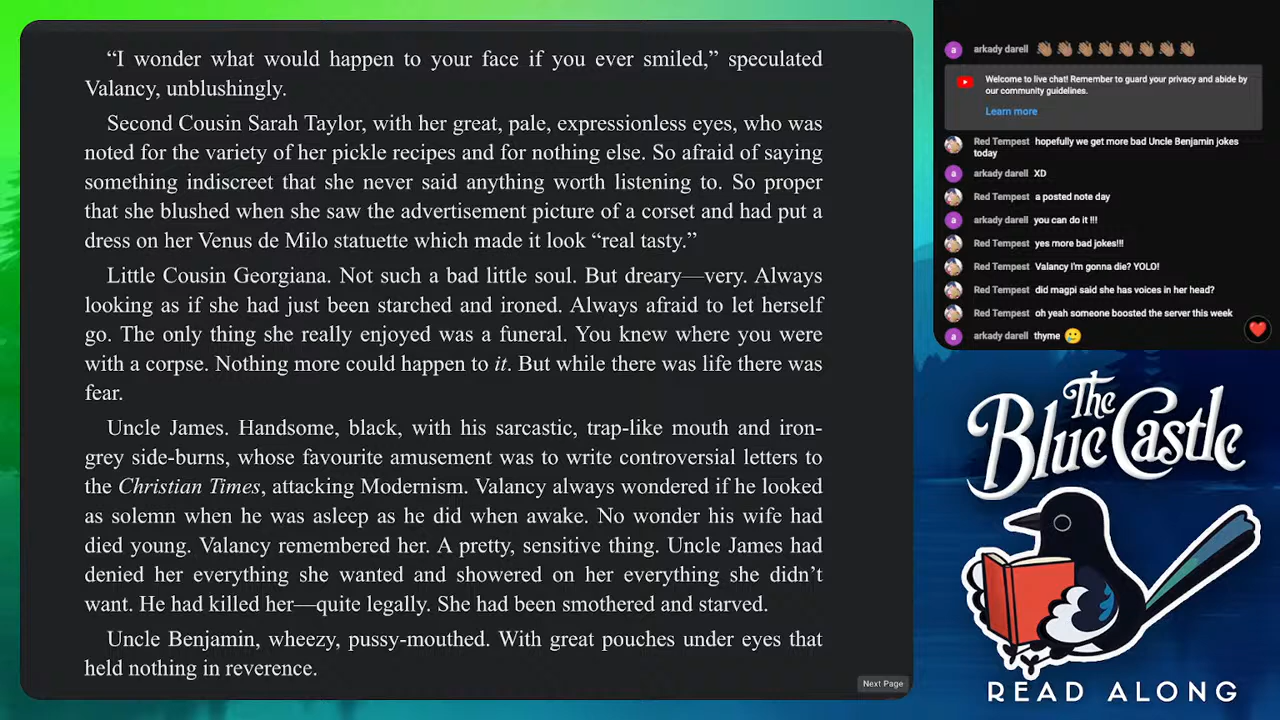 “I wonder what would happen to your face if you ever smiled,” speculated
Valancy, unblushingly.
Second Cousin Sarah Taylor, with her great, pale, expressionless eyes, who was
noted for the variety of her pickle recipes and for nothing else. So afraid of saying
something indiscreet that she never said anything worth listening to. So proper
that she blushed when she saw the advertisement picture of a corset and had put a
dress on her Venus de Milo statuette which made it look “real tasty.”
Little Cousin Georgiana. Not such a bad little soul. But dreary—very. Always
looking as if she had just been starched and ironed. Always afraid to let herself
go. The only thing she really enjoyed was a funeral. You knew where you were
with a corpse. Nothing more could happen to it. But while there was life there was
fear.
Uncle James. Handsome, black, with his sarcastic, trap-like mouth and iron-
grey side-burns, whose favourite amusement was to write controversial letters to
the Christian Times, attacking Modernism. Valancy always wondered if he looked
as solemn when he was asleep as he did when awake. No wonder his wife had
died young. Valancy remembered her. A pretty, sensitive thing. Uncle James had
denied her everything she wanted and showered on her everything she didn’t
want. He had killed her—quite legally. She had been smothered and starved.
Uncle Benjamin, wheezy, pussy-mouthed. With great pouches under eyes that
held nothing in reverence.
Next Page
a arkady darell
Welcome to live chat! Remember to guard your privacy and abide by
our community guidelines.
Learn more
Red Tempest hopefully we get more bad Uncle Benjamin jokes
today
a arkady darell XD
Red Tempest a posted note day
a arkady darell you can do it !!!
Red Tempest yes more bad jokes!!!
Red Tempest Valancy I'm gonna die? YOLO!
Red Tempest did magpi said she has voices in her head?
Red Tempest oh yeah someone boosted the server this week
a arkady darell thyme
The
Blue Castle
READ ALONG